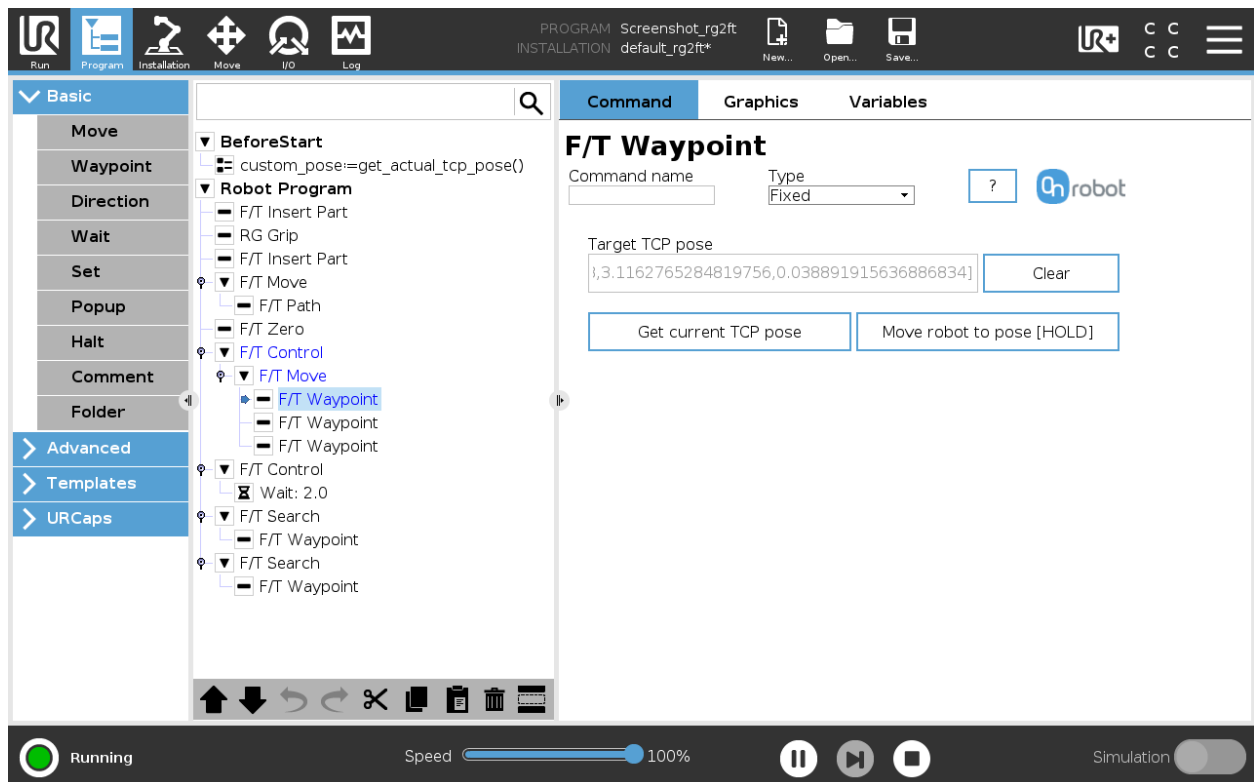 PROGRAM Screenshot_rg2ft
INSTALLATION default_rg2ft*
UR
Run
Program
Installation
Move
I/O
Log
New...
Open...
Save...
UR+
C C
C C
Basic
Move
Waypoint
Direction
Wait
Set
Popup
Halt
Comment
Folder
Advanced
Templates
URCaps
BeforeStart
custom_pose:=get_actual_tcp_pose()
Robot Program
F/T Insert Part
RG Grip
F/T Insert Part
F/T Move
F/T Path
F/T Zero
F/T Control
F/T Move
F/T Waypoint
F/T Waypoint
F/T Waypoint
F/T Control
Wait: 2.0
F/T Search
F/T Waypoint
F/T Search
F/T Waypoint
Command Graphics Variables
F/T Waypoint
Command name Type
Fixed
?
OnRobot
Target TCP pose
,3.1162765284819756,0.038891915636886834]
Clear
Get current TCP pose
Move robot to pose [HOLD]
Running
Speed 100%
Simulation